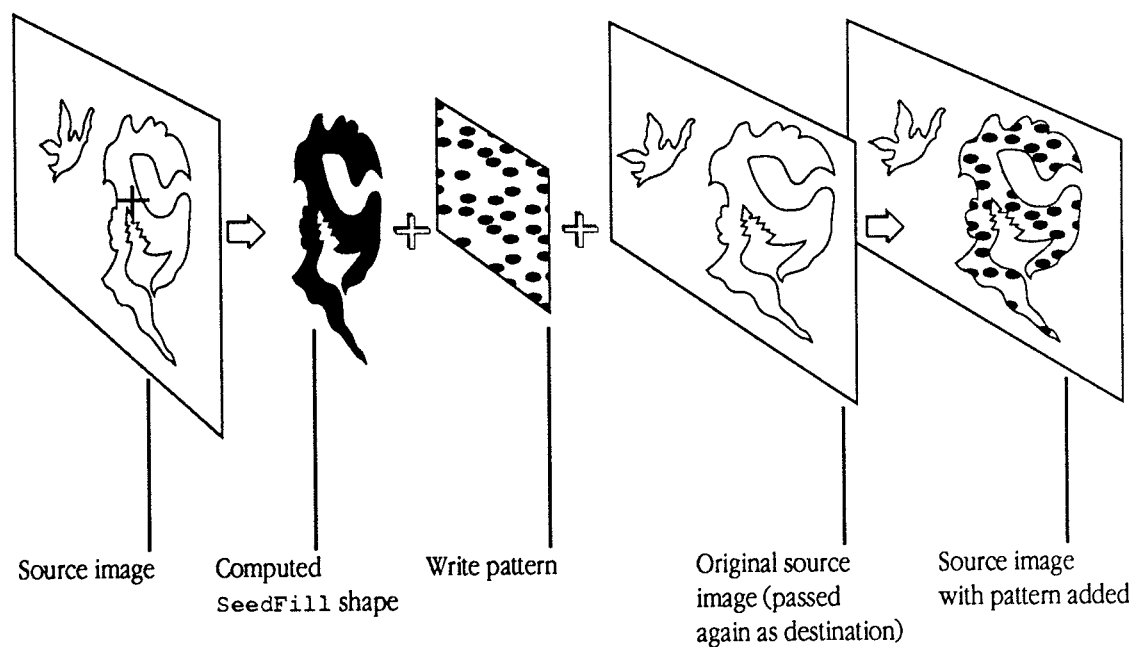 Source image
Computed
SeedFill shape
Write pattern
Original source
image (passed
again as destination)
Source image
with pattern added